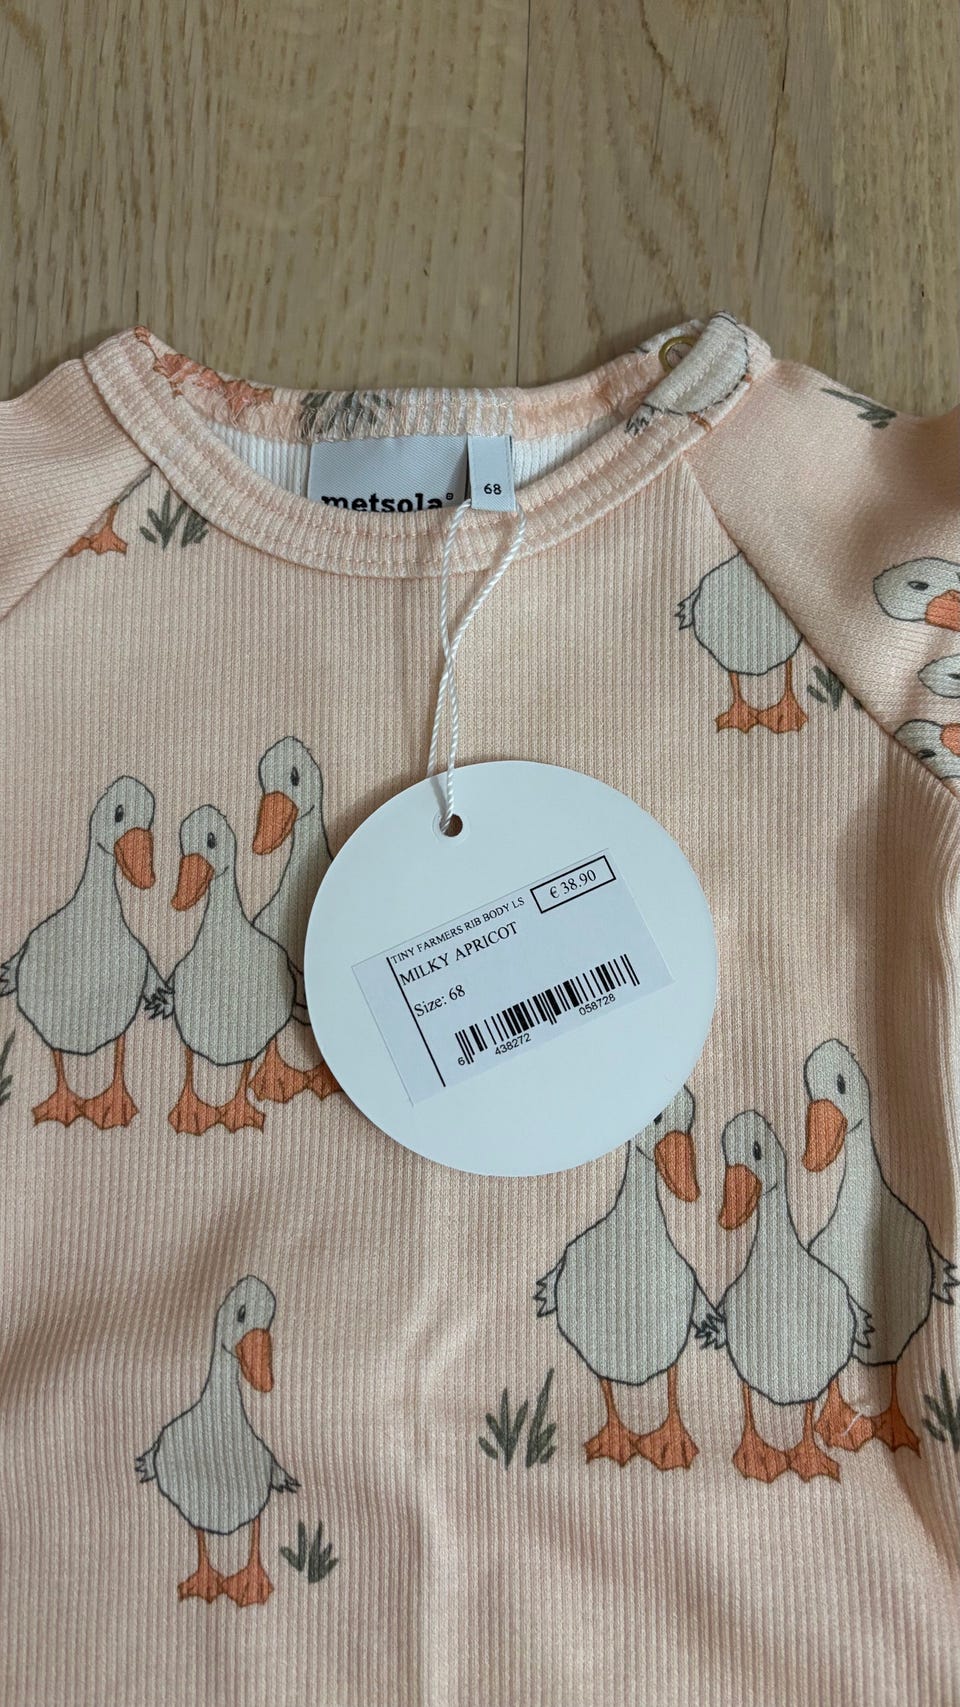 metsola
68
€ 38.90
TINY FARMERS RIB BODY LS
MILKY APRICOT
Size: 68
6 438272 058728